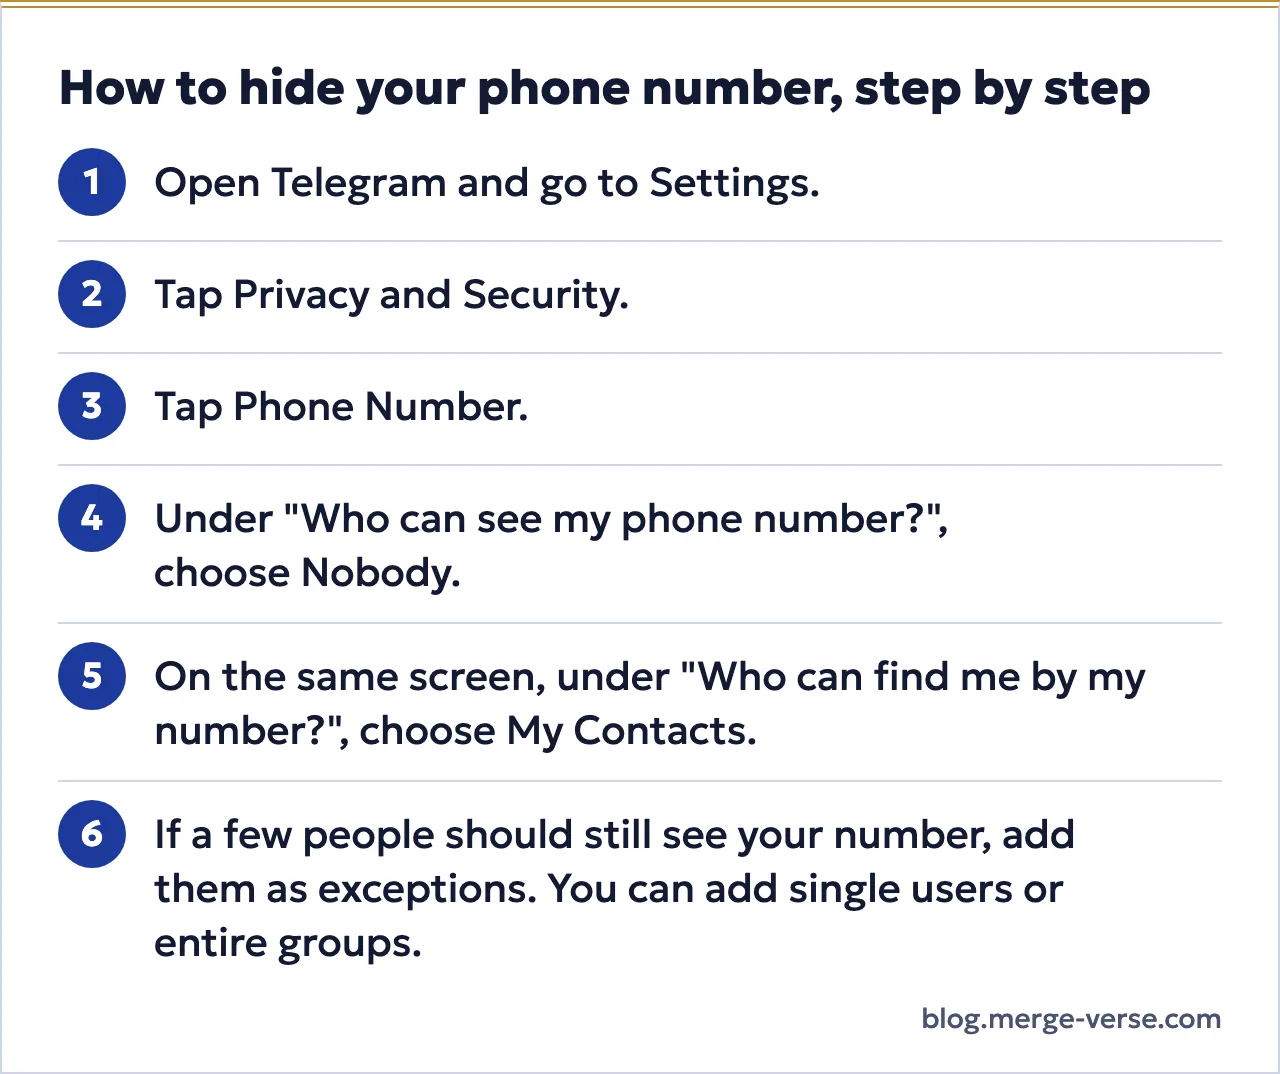 How to hide your phone number, step by step
1 Open Telegram and go to Settings.
2 Tap Privacy and Security.
3 Tap Phone Number.
4 Under "Who can see my phone number?",
choose Nobody.
5 On the same screen, under "Who can find me by my
number?", choose My Contacts.
6 If a few people should still see your number, add
them as exceptions. You can add single users or
entire groups.
blog.merge-verse.com